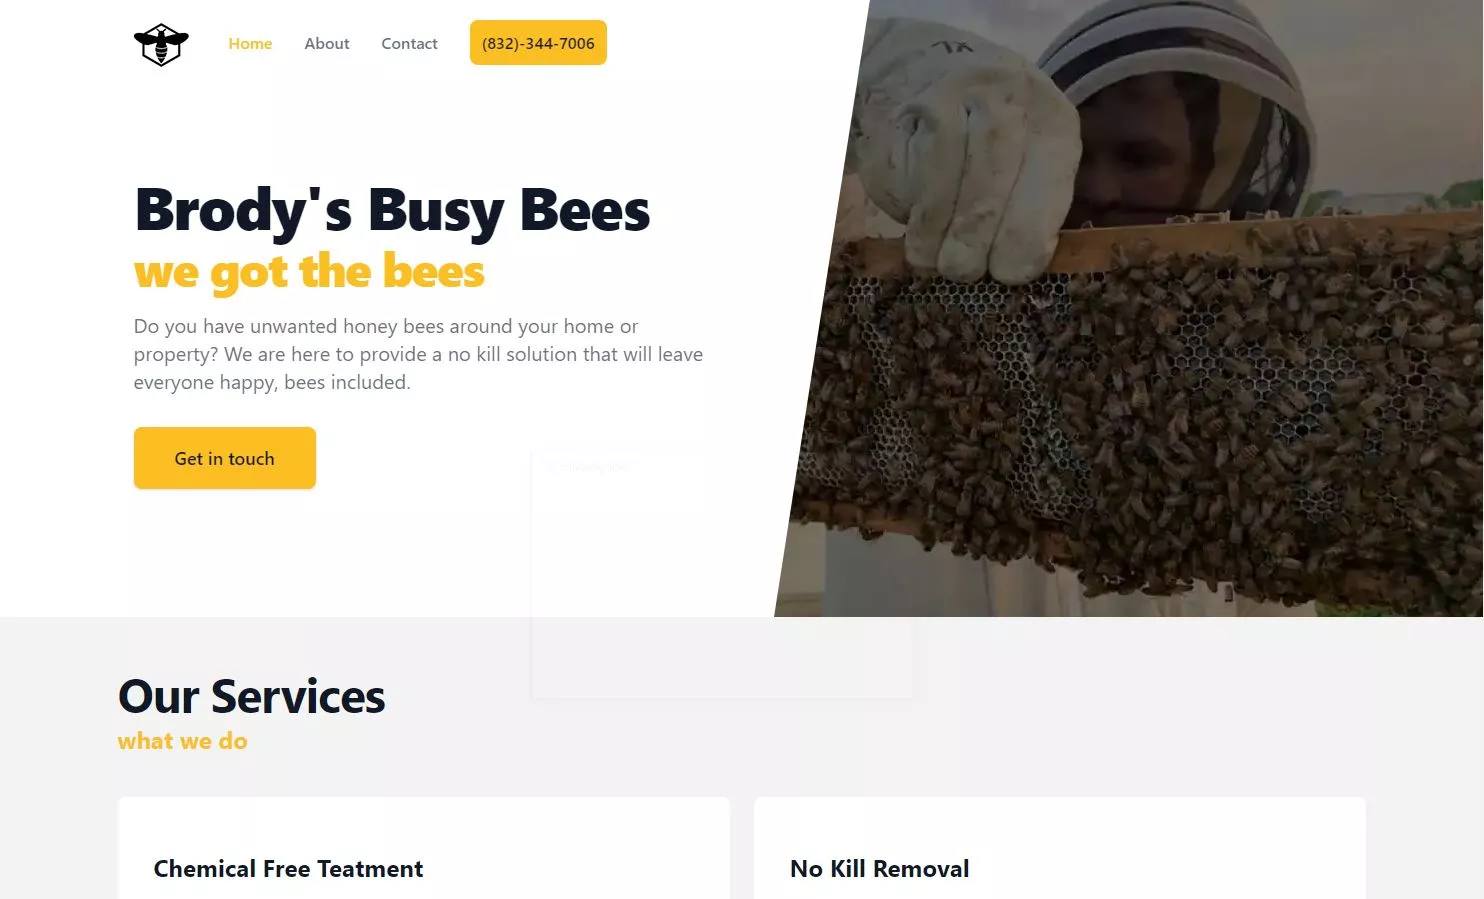 Home About Contact (832)-344-7006
Brody's Busy Bees
we got the bees
Do you have unwanted honey bees around your home or
property? We are here to provide a no kill solution that will leave
everyone happy, bees included.
Get in touch
Our Services
what we do
Chemical Free Teatment
No Kill Removal